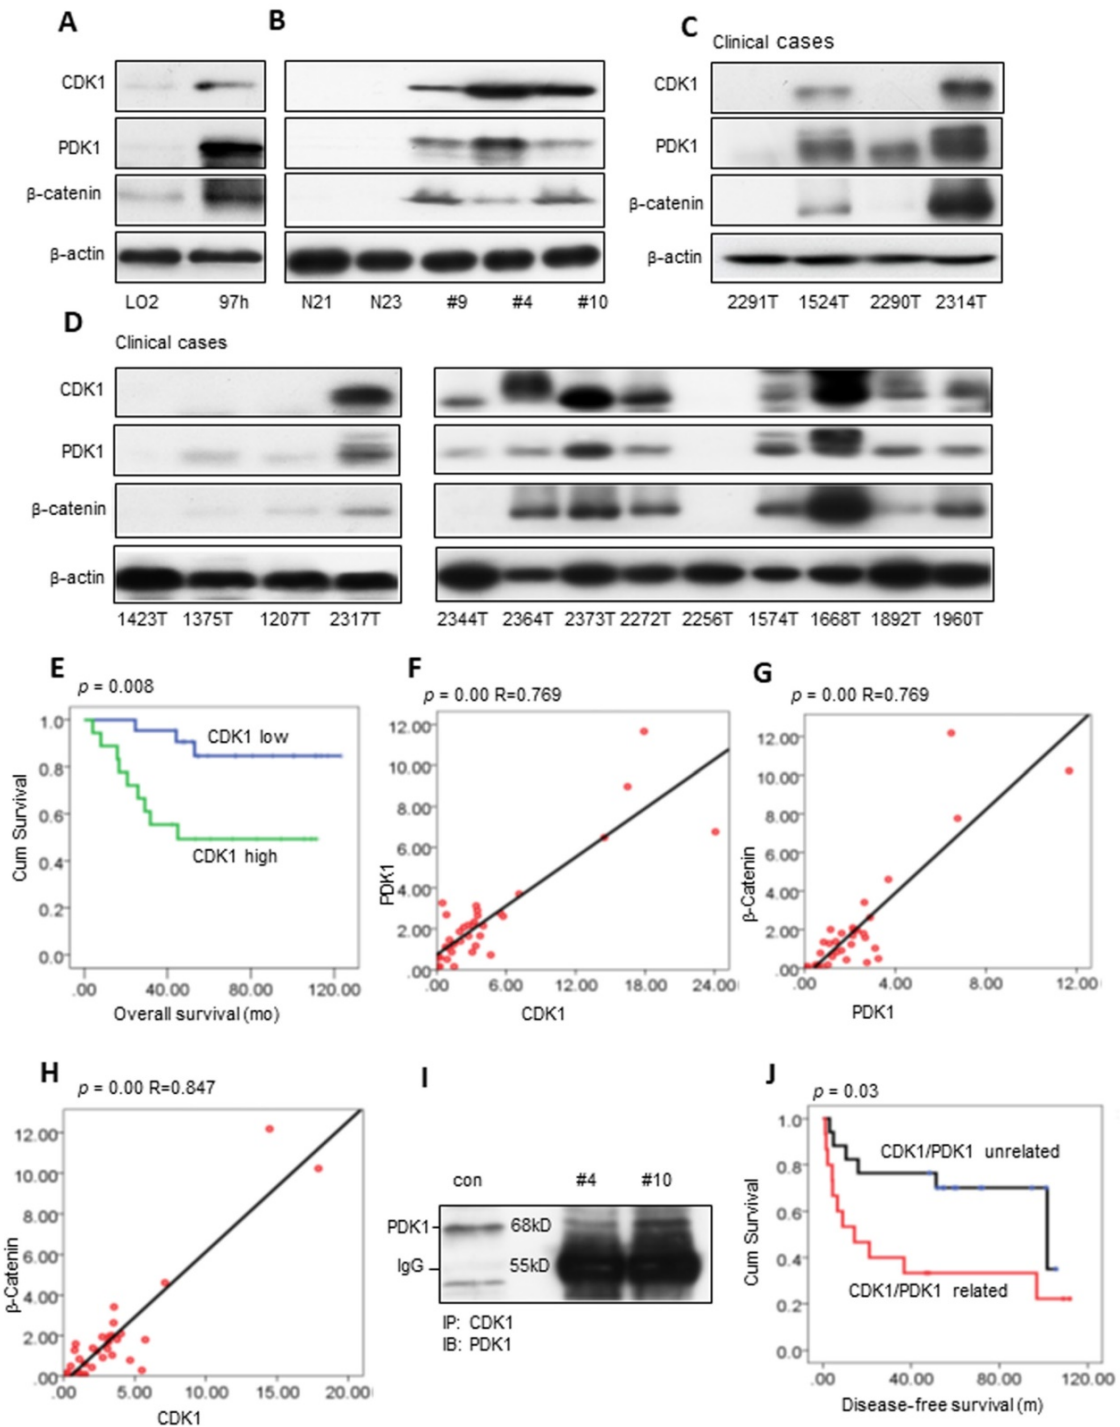 A
B
C
Clinical cases
CDK1
PDK1
β-catenin
β-actin
LO2 97h
N21 N23 #9 #4 #10
CDK1
PDK1
β-catenin
β-actin
2291T 1524T 2290T 2314T
D
Clinical cases
CDK1
PDK1
β-catenin
β-actin
1423T 1375T 1207T 2317T
2344T 2364T 2373T 2272T 2256T 1574T 1668T 1892T 1960T
E
p = 0.008
Cum Survival
1.0
0.8
0.6
0.4
0.2
0.0
CDK1 low
CDK1 high
.00 40.00 80.00 120.00
Overall survival (mo)
F
p = 0.00 R=0.769
PDK1
12.00
10.00
8.00
6.00
4.00
2.00
.00
.00 6.00 12.00 18.00 24.00
CDK1
G
p = 0.00 R=0.769
β-Catenin
12.00
10.00
8.00
6.00
4.00
2.00
.00
.00 4.00 8.00 12.00
PDK1
H
p = 0.00 R=0.847
β-Catenin
12.00
10.00
8.00
6.00
4.00
2.00
.00
.00 5.00 10.00 15.00 20.00
CDK1
I
con #4 #10
PDK1 68kD
IgG 55kD
IP: CDK1
IB: PDK1
J
p = 0.03
Cum Survival
1.0
0.8
0.6
0.4
0.2
0.0
CDK1/PDK1 unrelated
CDK1/PDK1 related
.00 40.00 80.00 120.00
Disease-free survival (m)